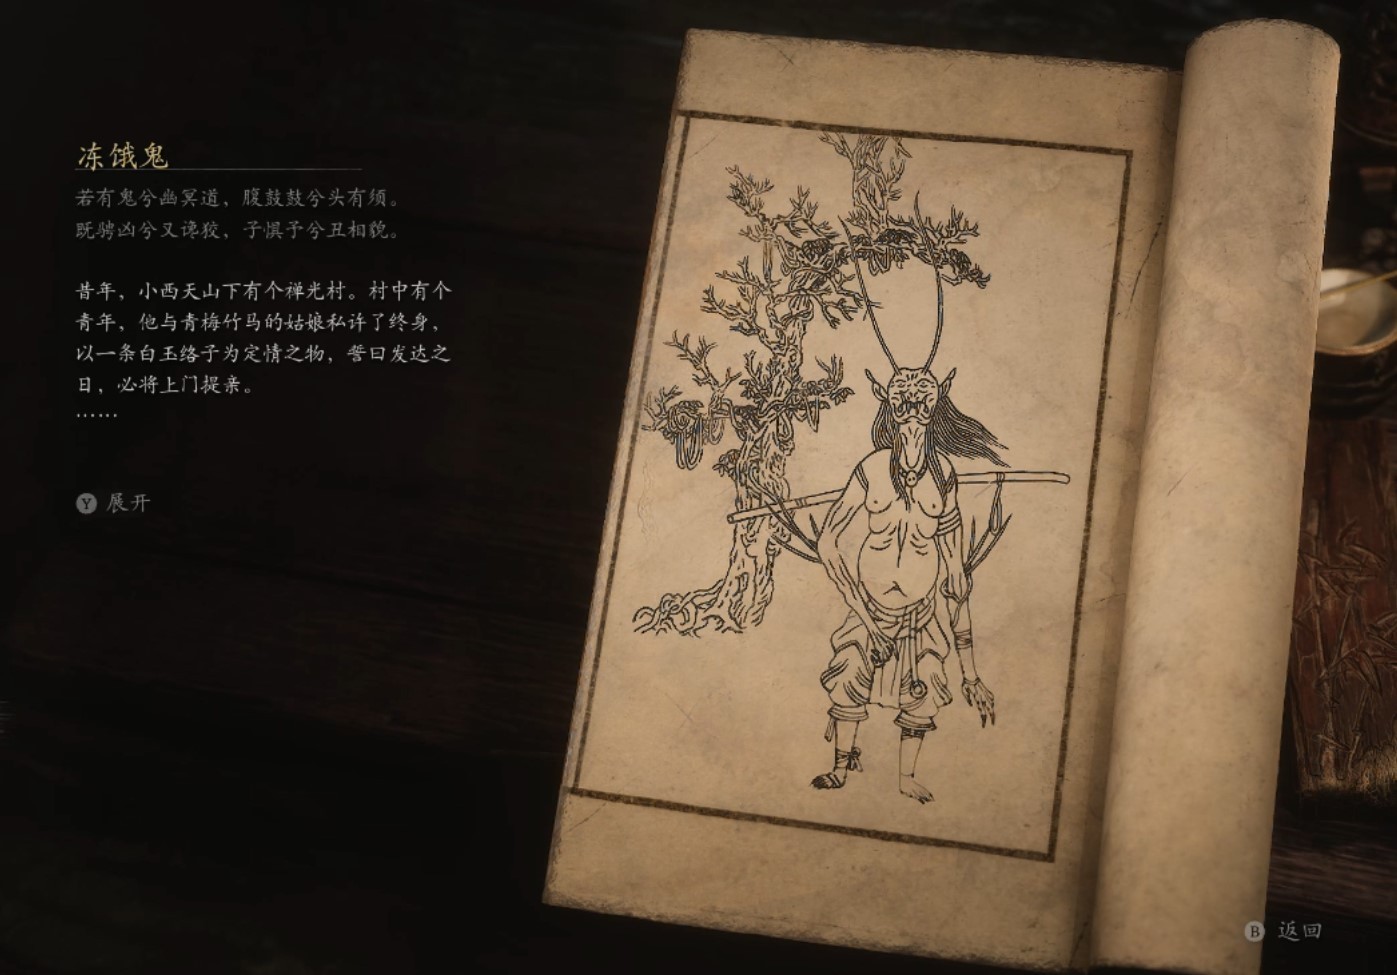 冻饿鬼
若有鬼兮幽冥道，腹鼓鼓兮头有须。
既骋凶兮又谗狡，子惧予兮丑相貌。
昔年，小西天山下有个禅光村。村中有个
青年，他与青梅竹马的姑娘私许了终身，
以一条白玉络子为定情之物，誓曰发达之
日，必将上门提亲。
……
Y 展开
B 返回